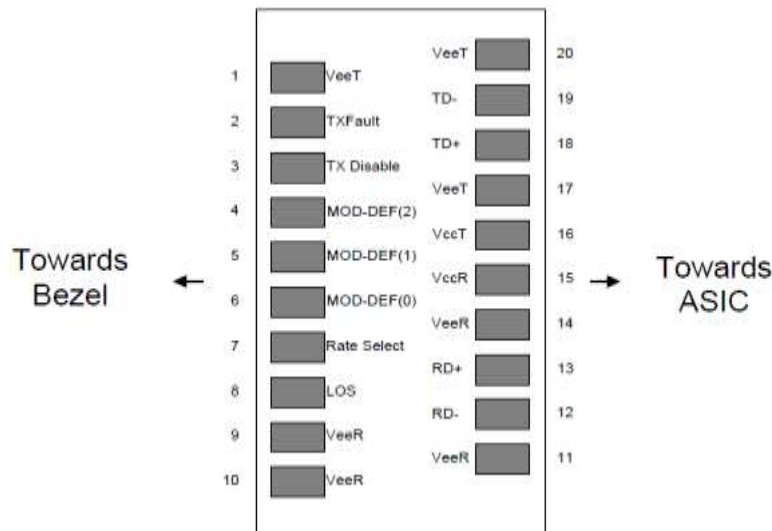 VeeT 20
1 VeeT
TD- 19
2 TXFault
TD+ 18
3 TX Disable
VeeT 17
4 MOD-DEF(2)
VccT 16
5 MOD-DEF(1)
Towards
Bezel
VccR 15
Towards
ASIC
6 MOD-DEF(0)
VeeR 14
7 Rate Select
RD+ 13
8 LOS
RD- 12
9 VeeR
VeeR 11
10 VeeR